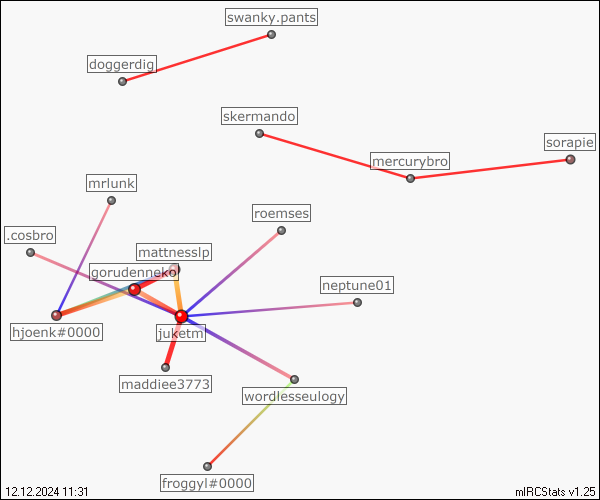 swanky.pants
doggerdig
skermando
sorapie
mercurybro
mrlunk
roemses
.cosbro
mattnesslp
gorudenneko
neptune01
hjoenk#0000
juketm
maddiee3773
wordlesseulogy
froggyl#0000
12.12.2024 11:31
mIRCStats v1.25